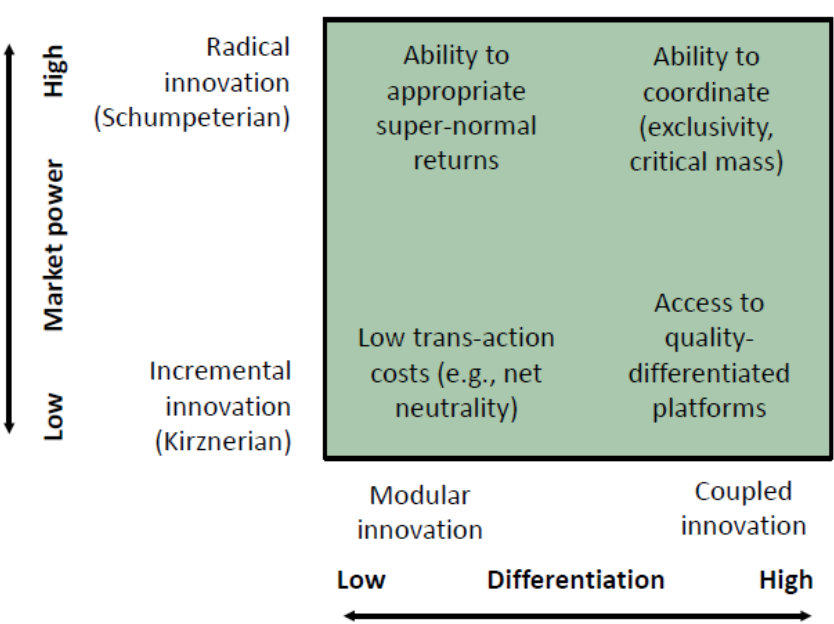 High
Market power
Low
Radical
innovation
(Schumpeterian)
Ability to
appropriate
super-normal
returns
Ability to
coordinate
(exclusivity,
critical mass)
Incremental
innovation
(Kirznerian)
Low trans-action
costs (e.g., net
neutrality)
Access to
quality-
differentiated
platforms
Modular
innovation
Coupled
innovation
Low
Differentiation
High